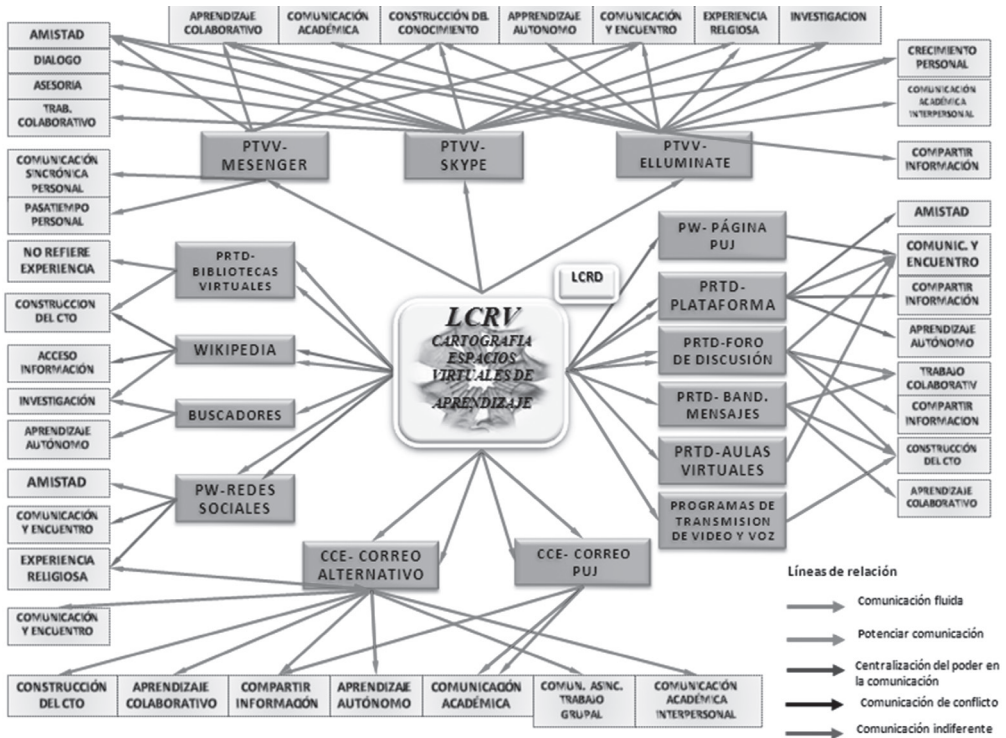 APRENDIZAJE
COLABORATIVO
COMUNICACIÓN
ACADÉMICA
CONSTRUCCIÓN DEL
CONOCIMIENTO
APPRENDIZAJE
AUTONOMO
COMUNICACIÓN
Y ENCUENTRO
EXPERIENCIA
RELGIOSA
INVESTIGACION
AMISTAD
DIALOGO
ASESORIA
TRAB.
COLABORATIVO
COMUNICACIÓN
SINCRÓNICA
PERSONAL
PASATIEMPO
PERSONAL
NO REFIERE
EXPERIENCIA
CONSTRUCCION
DEL CTO
ACCESO
INFORMACIÓN
INVESTIGACIÓN
APRENDIZAJE
AUTÓNOMO
AMISTAD
COMUNICACIÓN
Y ENCUENTRO
EXPERIENCIA
RELIGIOSA
COMUNICACIÓN
Y ENCUENTRO
PTVV-
MESENGER
PTVV-
SKYPE
PTVV-
ELLUMINATE
PRTD-
BIBLIOTECAS
VIRTUALES
WIKIPEDIA
BUSCADORES
PW-REDES
SOCIALES
LCRD
LCRV
CARTOGRAFIA
ESPACIOS
VIRTUALES DE
APRENDIZAJE
PW- PÁGINA
PUJ
PRTD-
PLATAFORMA
PRTD-FORO
DE DISCUSIÓN
PRTD- BAND.
MENSAJES
PRTD-AULAS
VIRTUALES
PROGRAMAS DE
TRANSMISION
DE VIDEO Y VOZ
CCE- CORREO
ALTERNATIVO
CCE- CORREO
PUJ
CRECIMIENTO
PERSONAL
COMUNICACIÓN
ACADÉMICA
INTERPERSONAL
COMPARTIR
INFORMACIÓN
AMISTAD
COMUNIC. Y
ENCUENTRO
COMPARTIR
INFORMACIÓN
APRENDIZAJE
AUTÓNOMO
TRABAJO
COLABORATIV
COMPARTIR
INFORMACION
CONSTRUCCIÓN
DEL CTO
APRENDIZAJE
COLABORATIVO
CONSTRUCCIÓN
DEL CTO
APRENDIZAJE
COLABORATIVO
COMPARTIR
INFORMACIÓN
APRENDIZAJE
AUTÓNOMO
COMUNICACIÓN
ACADÉMICA
COMUN. ASINC.
TRABAJO
GRUPAL
COMUNICACIÓN
ACADÉMICA
INTERPERSONAL
Líneas de relación
Comunicación fluida
Potenciar comunicación
Centralización del poder en
la comunicación
Comunicación de conflicto
Comunicación indiferente